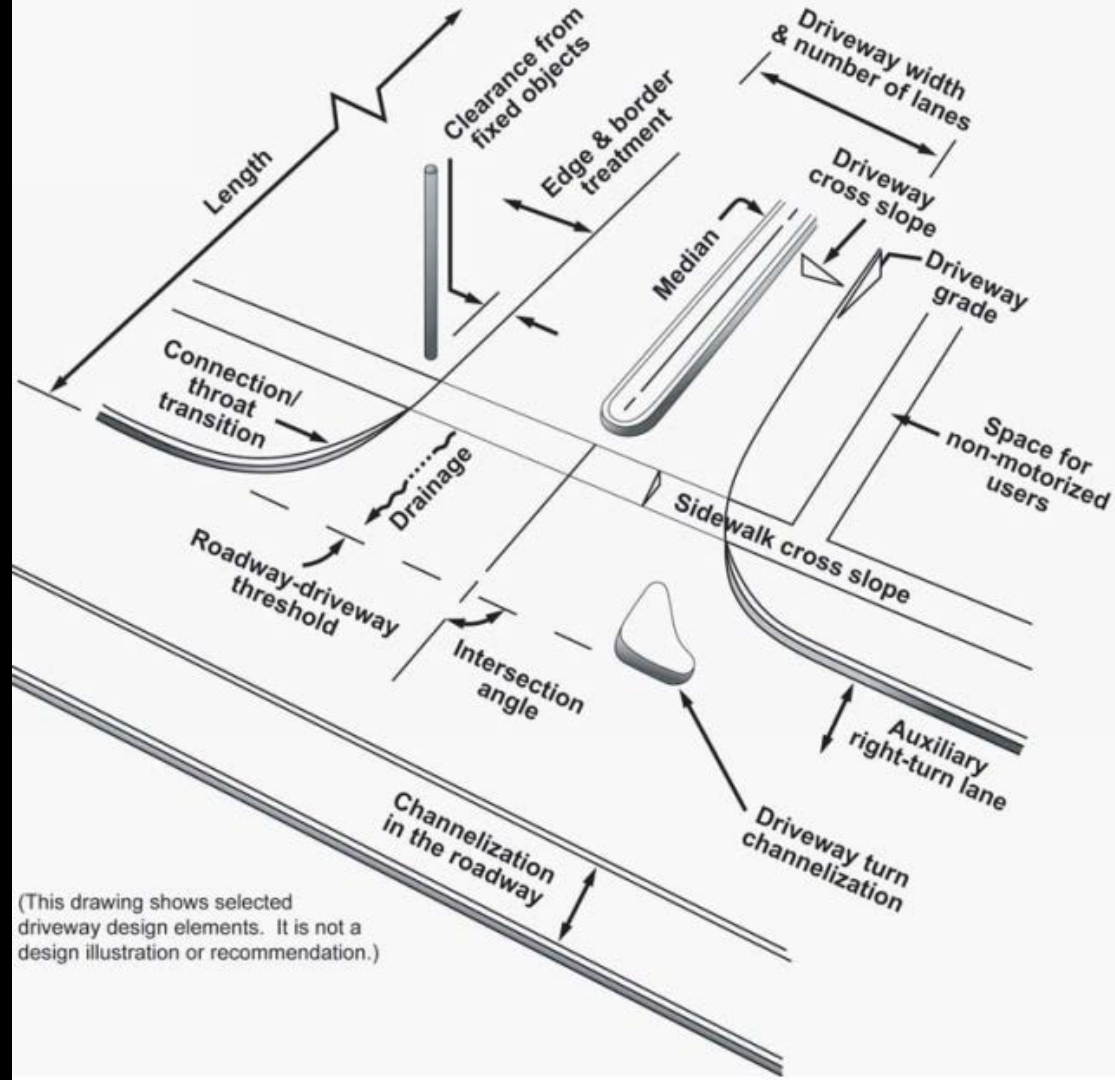 Driveway width
& number of lanes
Clearance from
fixed objects
Edge & border
treatment
Length
Driveway
cross slope
Median
Driveway
grade
Connection/
throat
transition
Space for
non-motorized
users
Drainage
Sidewalk cross slope
Roadway-driveway
threshold
Intersection
angle
Auxiliary
right-turn lane
Channelization
in the roadway
Driveway turn
channelization
(This drawing shows selected
driveway design elements. It is not a
design illustration or recommendation.)